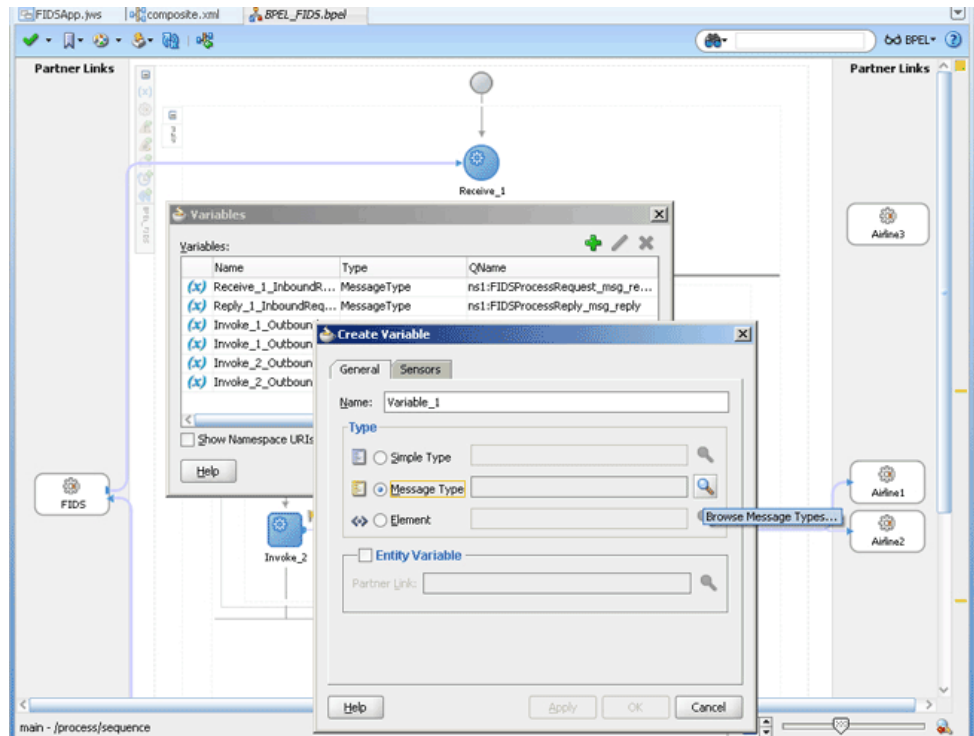 FIDSApp.jws composite.xml BPEL_FIDS.bpel
BPEL
Partner Links Partner Links
Receive_1
Airline3
Variables
Variables:
Name Type QName
(x) Receive_1_InboundR... MessageType ns1:FIDSProcessRequest_msg_re...
(x) Reply_1_InboundReq... MessageType ns1:FIDSProcessReply_msg_reply
(x) Invoke_1_Outboun
(x) Invoke_1_Outboun
(x) Invoke_2_Outboun
(x) Invoke_2_Outboun
Show Namespace URIs
Help
Create Variable
General Sensors
Name: Variable_1
Type
Simple Type
Message Type
Browse Message Types...
Element
Entity Variable
Partner Link:
Help Apply OK Cancel
FIDS
Invoke_2
Airline1
Airline2
main - /process/sequence